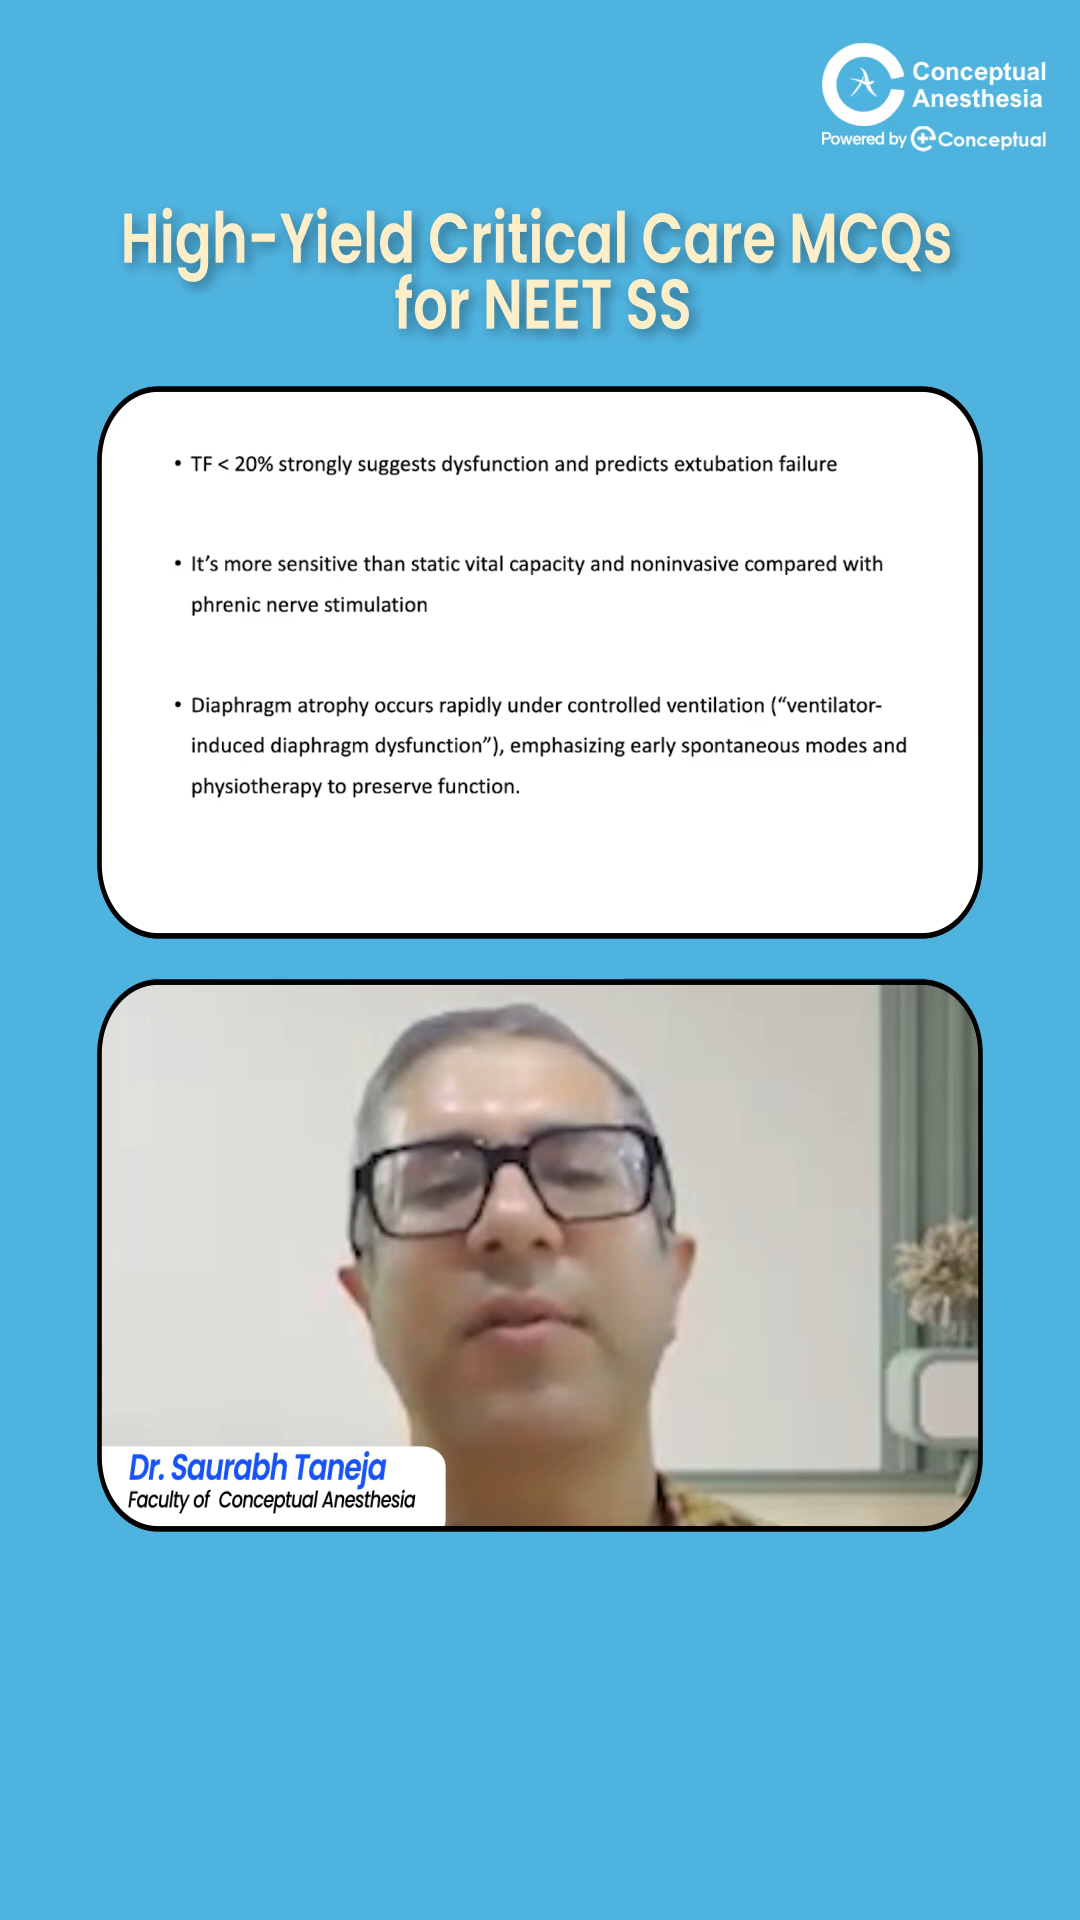 Conceptual
Anesthesia
Powered by Conceptual
High-Yield Critical Care MCQs
for NEET SS
• TF < 20% strongly suggests dysfunction and predicts extubation failure
• It’s more sensitive than static vital capacity and noninvasive compared with
phrenic nerve stimulation
• Diaphragm atrophy occurs rapidly under controlled ventilation (“ventilator-
induced diaphragm dysfunction”), emphasizing early spontaneous modes and
physiotherapy to preserve function.
Dr. Saurabh Taneja
Faculty of Conceptual Anesthesia